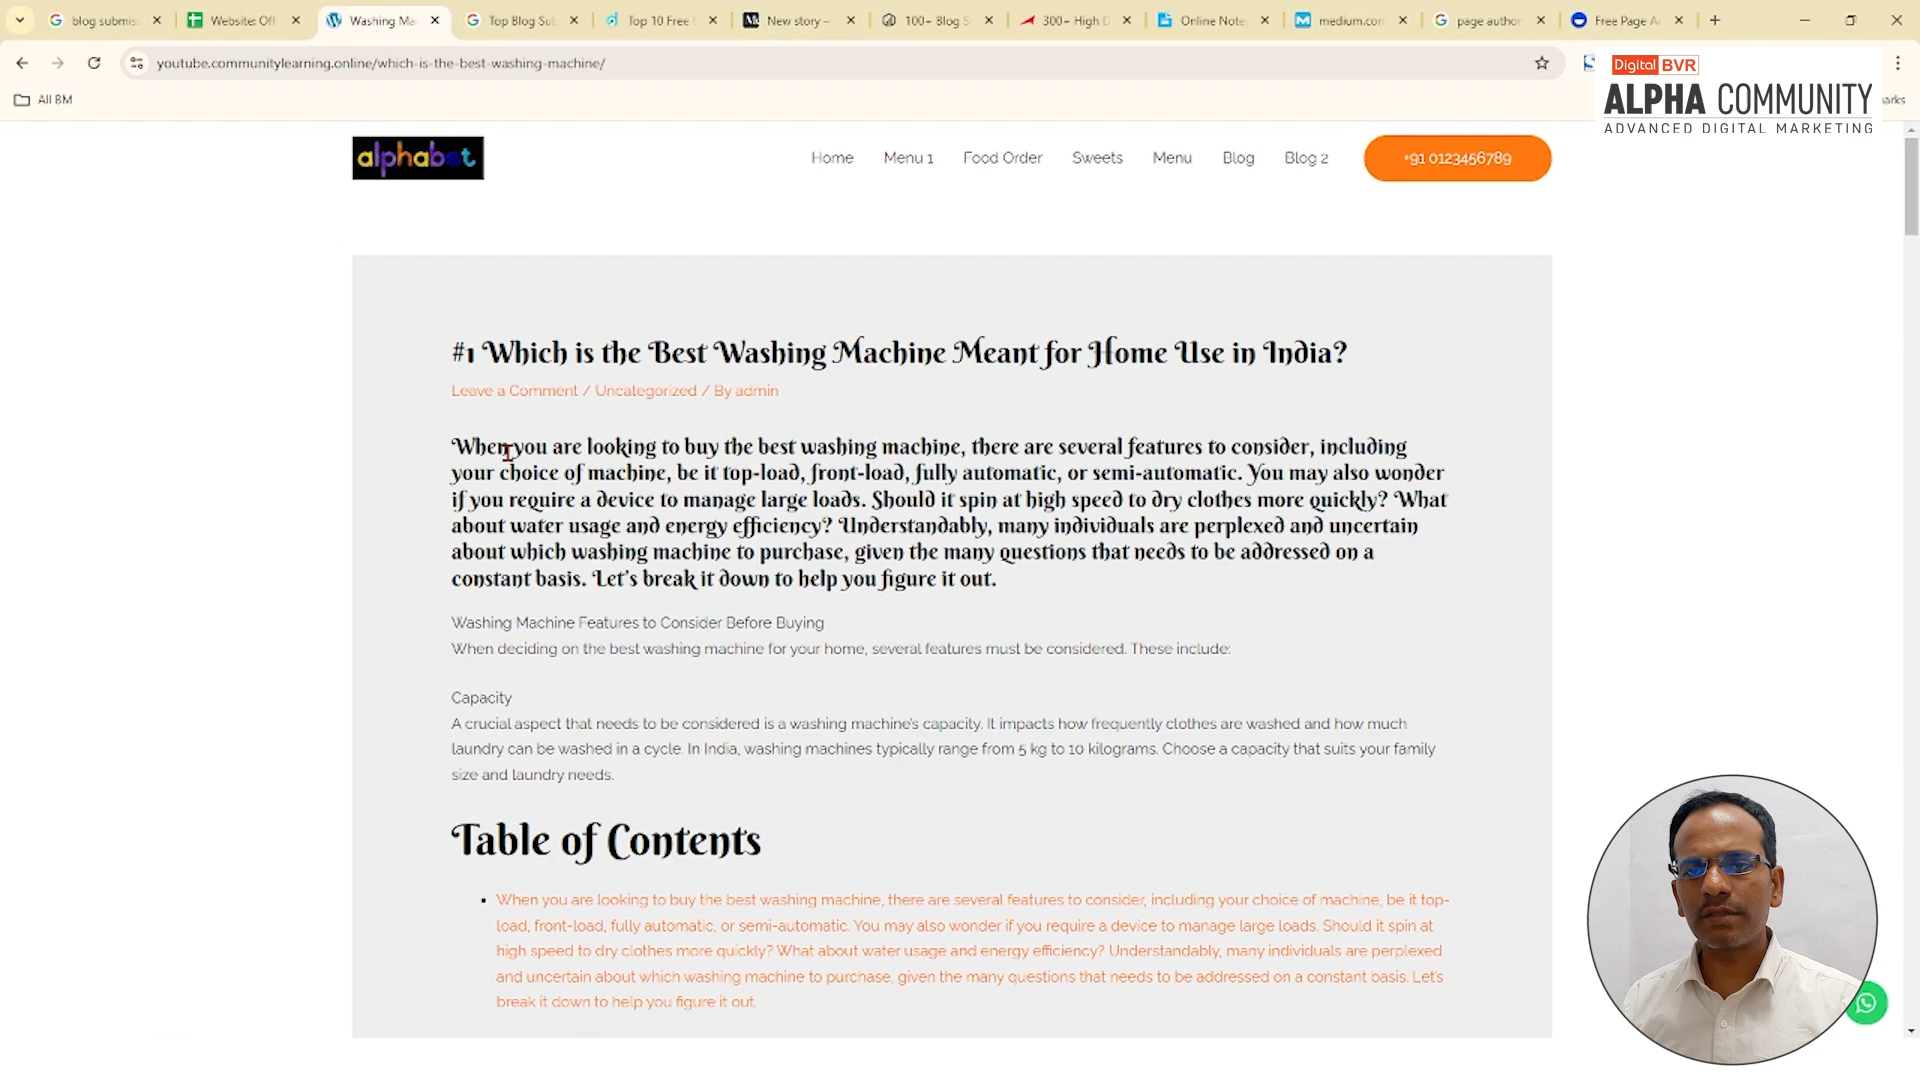 blog submis
Website: Off
Washing Ma
Top Blog Sub
Top 10 Free
New story –
100+ Blog S
300+ High D
Online Note
medium.con
page author
Free Page A
youtube.communitylearning.online/which-is-the-best-washing-machine/
All BM
Digital BVR
ALPHA COMMUNITY
ADVANCED DIGITAL MARKETING
alphabet
Home
Menu 1
Food Order
Sweets
Menu
Blog
Blog 2
+91 0123456789
#1 Which is the Best Washing Machine Meant for Home Use in India?
Leave a Comment / Uncategorized / By admin
When you are looking to buy the best washing machine, there are several features to consider, including
your choice of machine, be it top-load, front-load, fully automatic, or semi-automatic. You may also wonder
if you require a device to manage large loads. Should it spin at high speed to dry clothes more quickly? What
about water usage and energy efficiency? Understandably, many individuals are perplexed and uncertain
about which washing machine to purchase, given the many questions that needs to be addressed on a
constant basis. Let's break it down to help you figure it out.
Washing Machine Features to Consider Before Buying
When deciding on the best washing machine for your home, several features must be considered. These include:
Capacity
A crucial aspect that needs to be considered is a washing machine's capacity. It impacts how frequently clothes are washed and how much
laundry can be washed in a cycle. In India, washing machines typically range from 5 kg to 10 kilograms. Choose a capacity that suits your family
size and laundry needs.
Table of Contents
When you are looking to buy the best washing machine, there are several features to consider, including your choice of machine, be it top-
load, front-load, fully automatic, or semi-automatic. You may also wonder if you require a device to manage large loads. Should it spin at
high speed to dry clothes more quickly? What about water usage and energy efficiency? Understandably, many individuals are perplexed
and uncertain about which washing machine to purchase, given the many questions that needs to be addressed on a constant basis. Let's
break it down to help you figure it out.